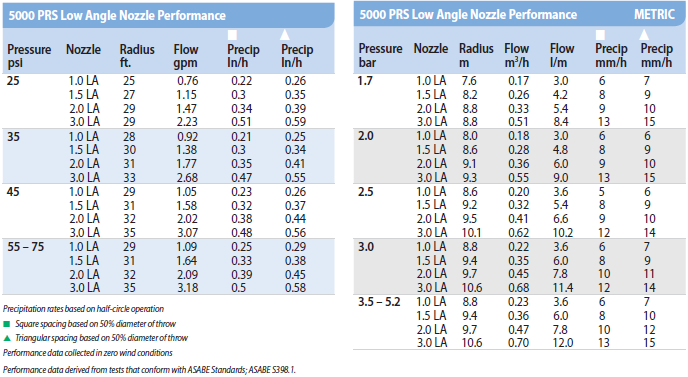 5000 PRS Low Angle Nozzle Performance
Pressure psi Nozzle Radius ft. Flow gpm Precip In/h Precip In/h
25 1.0 LA 25 0.76 0.22 0.26
1.5 LA 27 1.15 0.3 0.35
2.0 LA 29 1.47 0.34 0.39
3.0 LA 29 2.23 0.51 0.59
35 1.0 LA 28 0.92 0.21 0.25
1.5 LA 30 1.38 0.3 0.34
2.0 LA 31 1.77 0.35 0.41
3.0 LA 33 2.68 0.47 0.55
45 1.0 LA 29 1.05 0.23 0.26
1.5 LA 31 1.58 0.32 0.37
2.0 LA 32 2.02 0.38 0.44
3.0 LA 35 3.07 0.48 0.56
55 – 75 1.0 LA 29 1.09 0.25 0.29
1.5 LA 31 1.64 0.33 0.38
2.0 LA 32 2.09 0.39 0.45
3.0 LA 35 3.18 0.5 0.58
Precipitation rates based on half-circle operation
Square spacing based on 50% diameter of throw
Triangular spacing based on 50% diameter of throw
Performance data collected in zero wind conditions
Performance data derived from tests that conform with ASABE Standards; ASABE S398.1.
5000 PRS Low Angle Nozzle Performance METRIC
Pressure bar Nozzle Radius m Flow m³/h Flow l/m Precip mm/h Precip mm/h
1.7 1.0 LA 7.6 0.17 3.0 6 7
1.5 LA 8.2 0.26 4.2 8 9
2.0 LA 8.8 0.33 5.4 9 10
3.0 LA 8.8 0.51 8.4 13 15
2.0 1.0 LA 8.0 0.18 3.0 6 6
1.5 LA 8.6 0.28 4.8 8 9
2.0 LA 9.1 0.36 6.0 9 10
3.0 LA 9.3 0.55 9.0 13 15
2.5 1.0 LA 8.6 0.20 3.6 5 6
1.5 LA 9.2 0.32 5.4 8 9
2.0 LA 9.5 0.41 6.6 9 10
3.0 LA 10.1 0.62 10.2 12 14
3.0 1.0 LA 8.8 0.22 3.6 6 7
1.5 LA 9.4 0.35 6.0 8 9
2.0 LA 9.7 0.45 7.8 10 11
3.0 LA 10.6 0.68 11.4 12 14
3.5 – 5.2 1.0 LA 8.8 0.23 3.6 6 7
1.5 LA 9.4 0.36 6.0 8 10
2.0 LA 9.7 0.47 7.8 10 12
3.0 LA 10.6 0.70 12.0 13 15